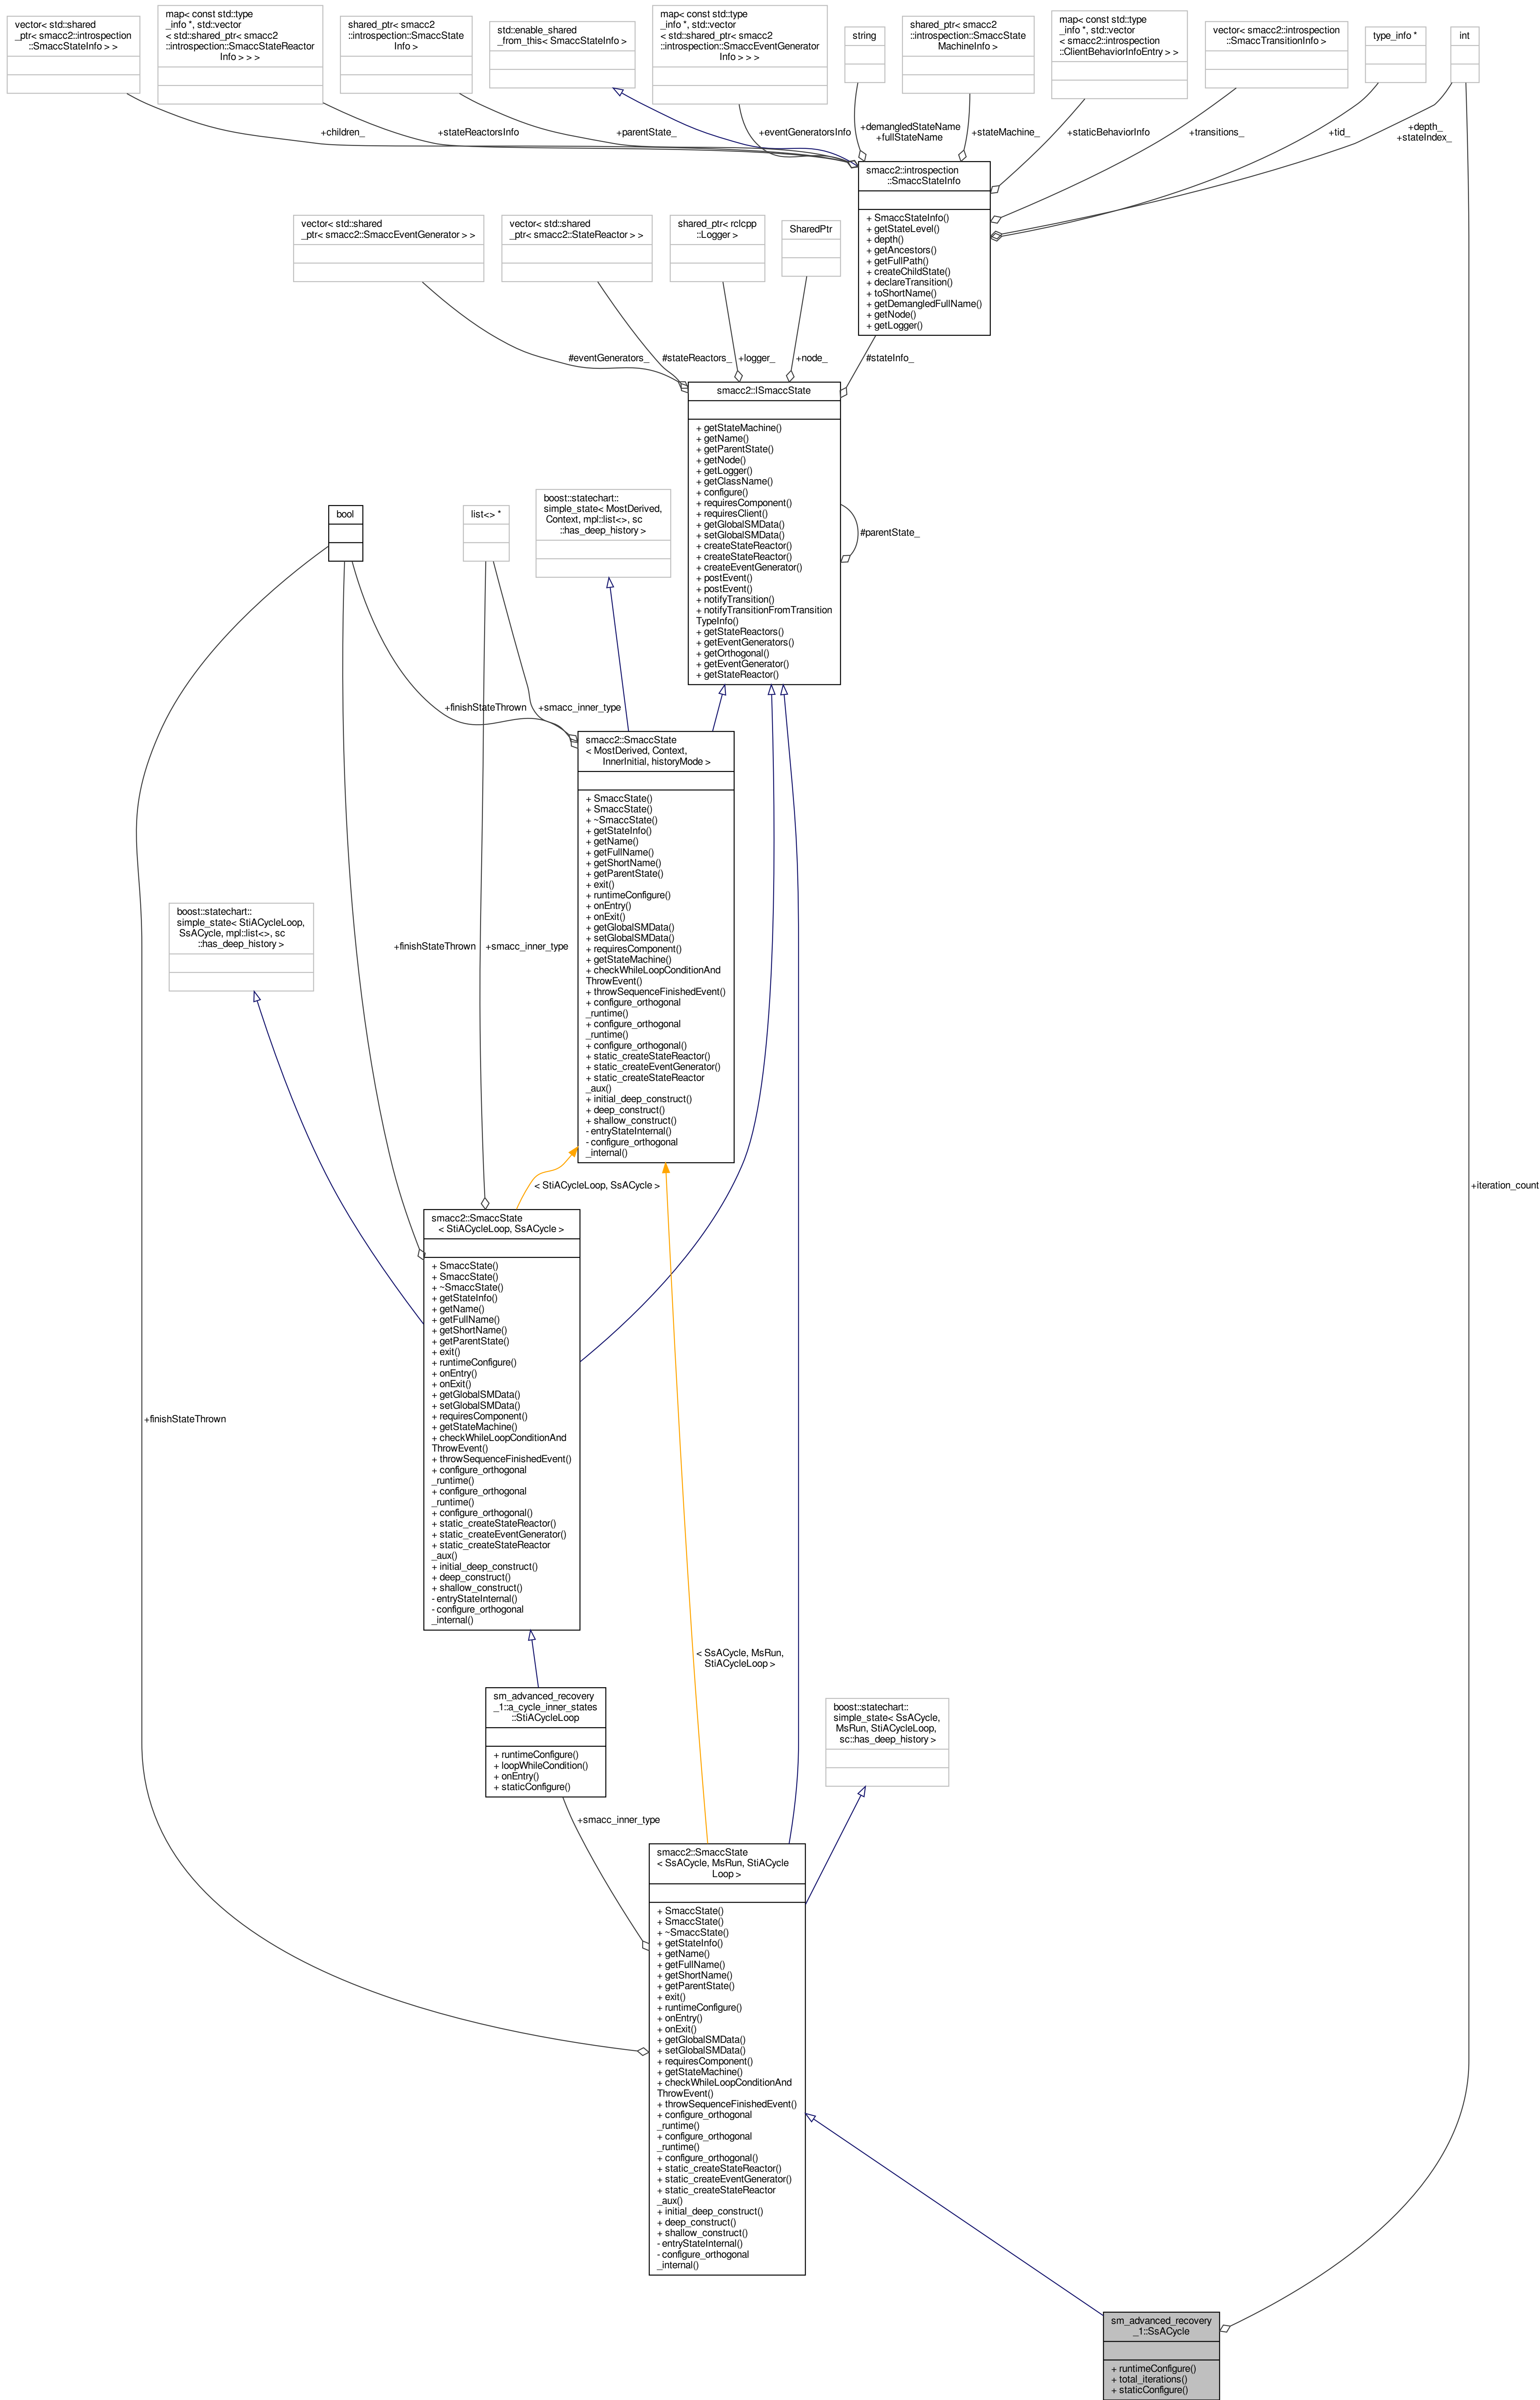 vector< std::shared
_ptr< smacc2::introspection
::SmaccStateInfo > >
map< const std::type
_info *, std::vector
< std::shared_ptr< smacc2
::introspection::SmaccStateReactor
Info > > >
shared_ptr< smacc2
::introspection::SmaccState
Info >
std::enable_shared
_from_this< SmaccStateInfo >
map< const std::type
_info *, std::vector
< std::shared_ptr< smacc2
::introspection::SmaccEventGenerator
Info > > >
string
shared_ptr< smacc2
::introspection::SmaccState
MachineInfo >
map< const std::type
_info *, std::vector
< smacc2::introspection
::ClientBehaviorInfoEntry > >
vector< smacc2::introspection
::SmaccTransitionInfo >
type_info *
int
+children_
+stateReactorsInfo
+parentState_
+eventGeneratorsInfo
+demangledStateName
+fullStateName
+stateMachine_
+staticBehaviorInfo
+transitions_
+tid_
+depth_
+stateIndex_
smacc2::introspection
::SmaccStateInfo
+ SmaccStateInfo()
+ getStateLevel()
+ depth()
+ getAncestors()
+ getFullPath()
+ createChildState()
+ declareTransition()
+ toShortName()
+ getDemangledFullName()
+ getNode()
+ getLogger()
vector< std::shared
_ptr< smacc2::SmaccEventGenerator > >
vector< std::shared
_ptr< smacc2::StateReactor > >
shared_ptr< rclcpp
::Logger >
SharedPtr
#eventGenerators_
#stateReactors_
+logger_
+node_
#stateInfo_
smacc2::ISmaccState
+ getStateMachine()
+ getName()
+ getParentState()
+ getNode()
+ getLogger()
+ getClassName()
+ configure()
+ requiresComponent()
+ requiresClient()
+ getGlobalSMData()
+ setGlobalSMData()
+ createStateReactor()
+ createStateReactor()
+ createEventGenerator()
+ postEvent()
+ postEvent()
+ notifyTransition()
+ notifyTransitionFromTransition
TypeInfo()
+ getStateReactors()
+ getEventGenerators()
+ getOrthogonal()
+ getEventGenerator()
+ getStateReactor()
#parentState_
bool
list<> *
boost::statechart::
simple_state< MostDerived,
Context, mpl::list<>, sc
::has_deep_history >
+finishStateThrown
+smacc_inner_type
smacc2::SmaccState
< MostDerived, Context,
InnerInitial, historyMode >
+ SmaccState()
+ SmaccState()
+ ~SmaccState()
+ getStateInfo()
+ getName()
+ getFullName()
+ getShortName()
+ getParentState()
+ exit()
+ runtimeConfigure()
+ onEntry()
+ onExit()
+ getGlobalSMData()
+ setGlobalSMData()
+ requiresComponent()
+ getStateMachine()
+ checkWhileLoopConditionAnd
ThrowEvent()
+ throwSequenceFinishedEvent()
+ configure_orthogonal
_runtime()
+ configure_orthogonal
_runtime()
+ configure_orthogonal()
+ static_createStateReactor()
+ static_createEventGenerator()
+ static_createStateReactor
_aux()
+ initial_deep_construct()
+ deep_construct()
+ shallow_construct()
- entryStateInternal()
- configure_orthogonal
_internal()
boost::statechart::
simple_state< StiACycleLoop,
SsACycle, mpl::list<>, sc
::has_deep_history >
+finishStateThrown
+smacc_inner_type
< StiACycleLoop, SsACycle >
+iteration_count
smacc2::SmaccState
< StiACycleLoop, SsACycle >
+ SmaccState()
+ SmaccState()
+ ~SmaccState()
+ getStateInfo()
+ getName()
+ getFullName()
+ getShortName()
+ getParentState()
+ exit()
+ runtimeConfigure()
+ onEntry()
+ onExit()
+ getGlobalSMData()
+ setGlobalSMData()
+ requiresComponent()
+ getStateMachine()
+ checkWhileLoopConditionAnd
ThrowEvent()
+ throwSequenceFinishedEvent()
+ configure_orthogonal
_runtime()
+ configure_orthogonal
_runtime()
+ configure_orthogonal()
+ static_createStateReactor()
+ static_createEventGenerator()
+ static_createStateReactor
_aux()
+ initial_deep_construct()
+ deep_construct()
+ shallow_construct()
- entryStateInternal()
- configure_orthogonal
_internal()
+finishStateThrown
< SsACycle, MsRun,
StiACycleLoop >
sm_advanced_recovery
_1::a_cycle_inner_states
::StiACycleLoop
+ runtimeConfigure()
+ loopWhileCondition()
+ onEntry()
+ staticConfigure()
boost::statechart::
simple_state< SsACycle,
MsRun, StiACycleLoop,
sc::has_deep_history >
+smacc_inner_type
smacc2::SmaccState
< SsACycle, MsRun, StiACycle
Loop >
+ SmaccState()
+ SmaccState()
+ ~SmaccState()
+ getStateInfo()
+ getName()
+ getFullName()
+ getShortName()
+ getParentState()
+ exit()
+ runtimeConfigure()
+ onEntry()
+ onExit()
+ getGlobalSMData()
+ setGlobalSMData()
+ requiresComponent()
+ getStateMachine()
+ checkWhileLoopConditionAnd
ThrowEvent()
+ throwSequenceFinishedEvent()
+ configure_orthogonal
_runtime()
+ configure_orthogonal
_runtime()
+ configure_orthogonal()
+ static_createStateReactor()
+ static_createEventGenerator()
+ static_createStateReactor
_aux()
+ initial_deep_construct()
+ deep_construct()
+ shallow_construct()
- entryStateInternal()
- configure_orthogonal
_internal()
sm_advanced_recovery
_1::SsACycle
+ runtimeConfigure()
+ total_iterations()
+ staticConfigure()